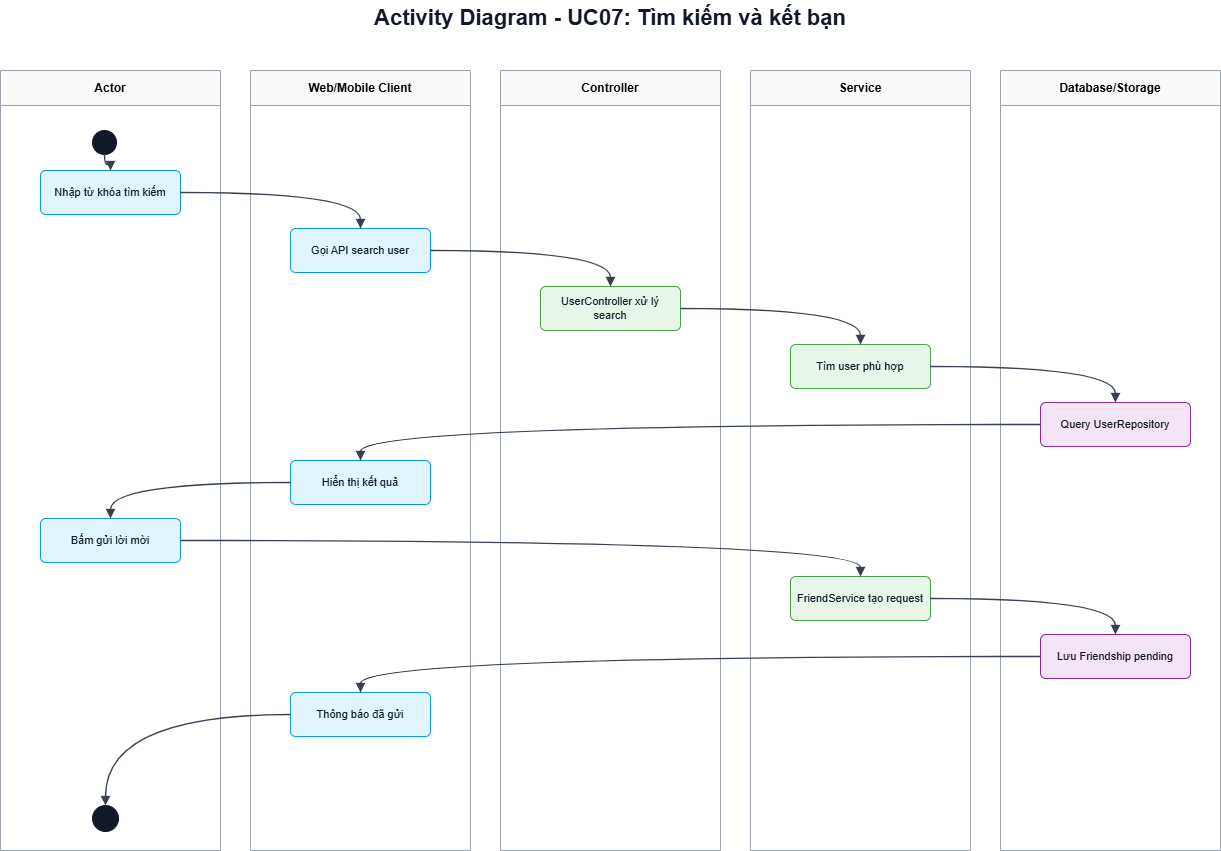 Activity Diagram - UC07: Tìm kiếm và kết bạn
Actor
Web/Mobile Client
Controller
Service
Database/Storage
Nhập từ khóa tìm kiếm
Gọi API search user
UserController xử lý
search
Tìm user phù hợp
Query UserRepository
Hiển thị kết quả
Bấm gửi lời mời
FriendService tạo request
Lưu Friendship pending
Thông báo đã gửi